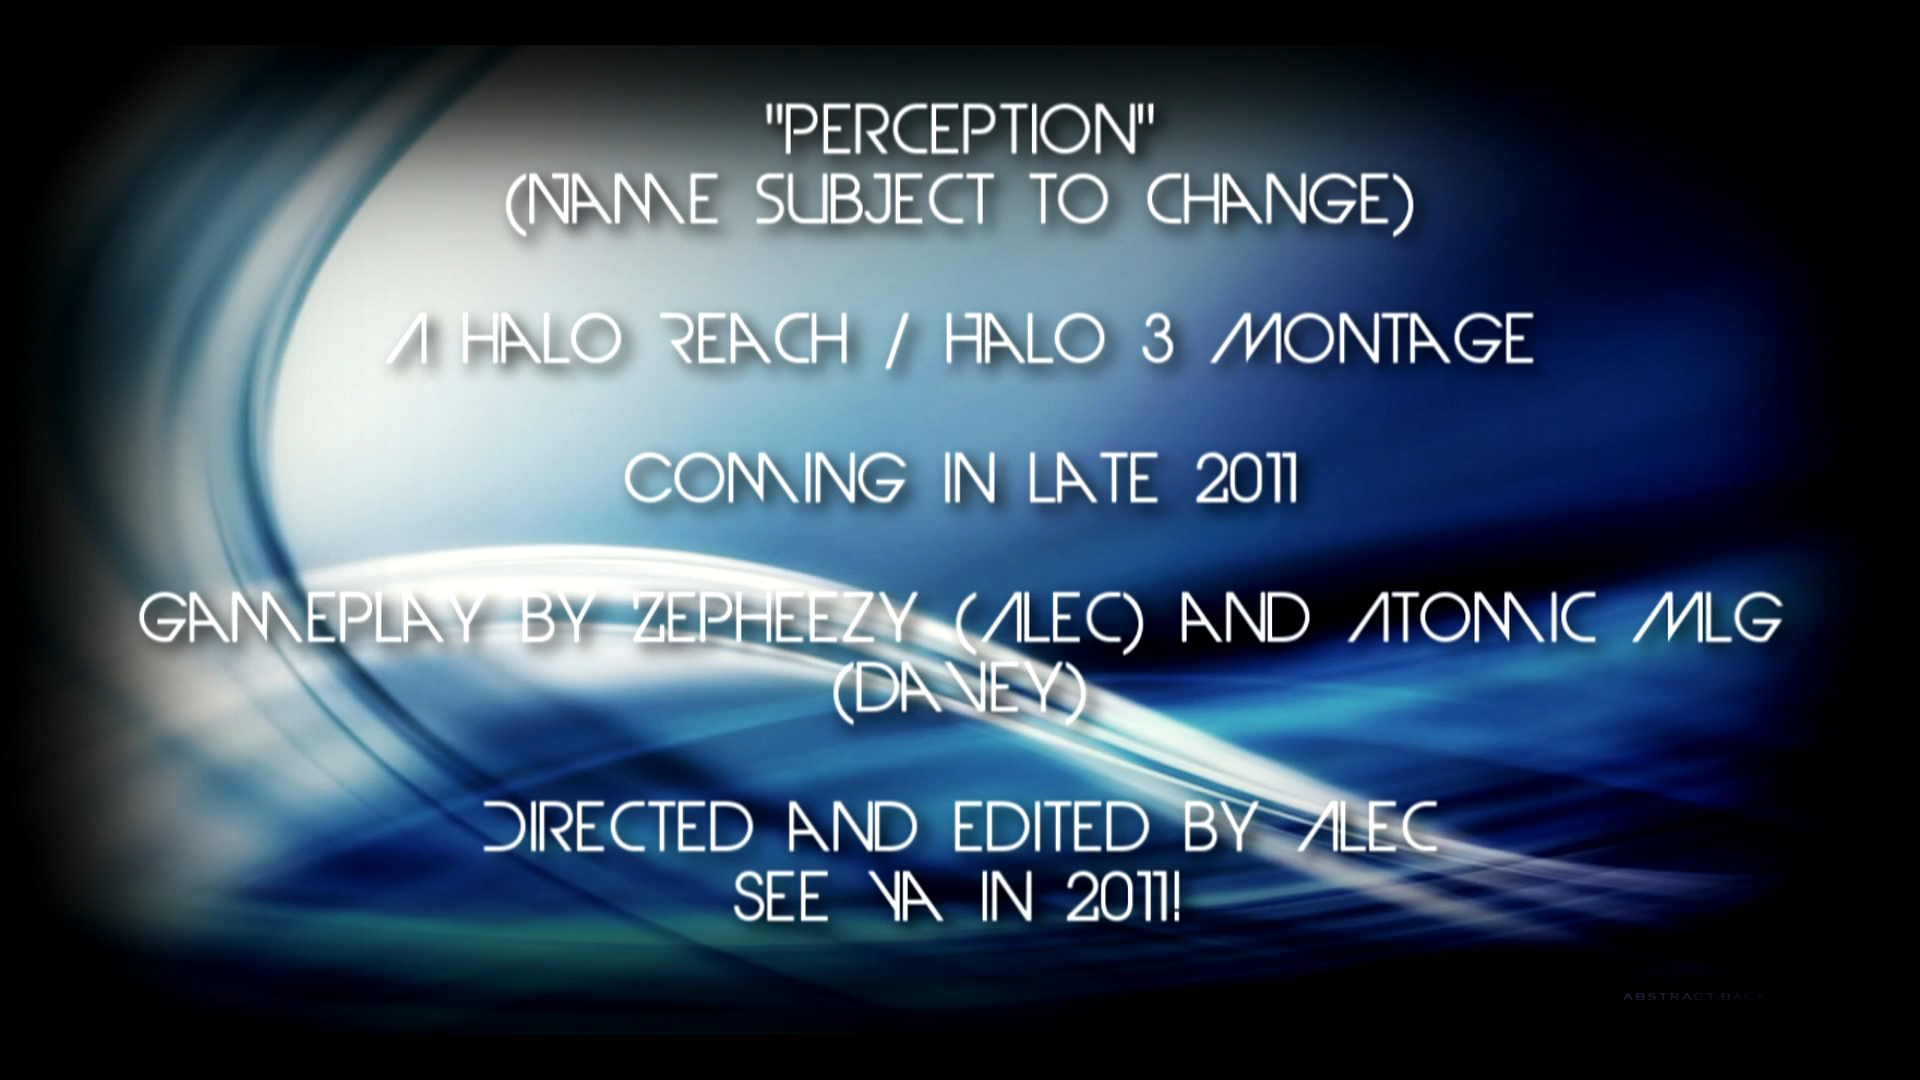 "PERCEPTION"
(NAME SUBJECT TO CHANGE)
A HALO REACH / HALO 3 MONTAGE
COMING IN LATE 2011
GAMEPLAY BY ZEPHEEZY (ALEC) AND ATOMIC MLG
(DAVEY)
DIRECTED AND EDITED BY ALEC
SEE YA IN 2011!
ABSTRACT